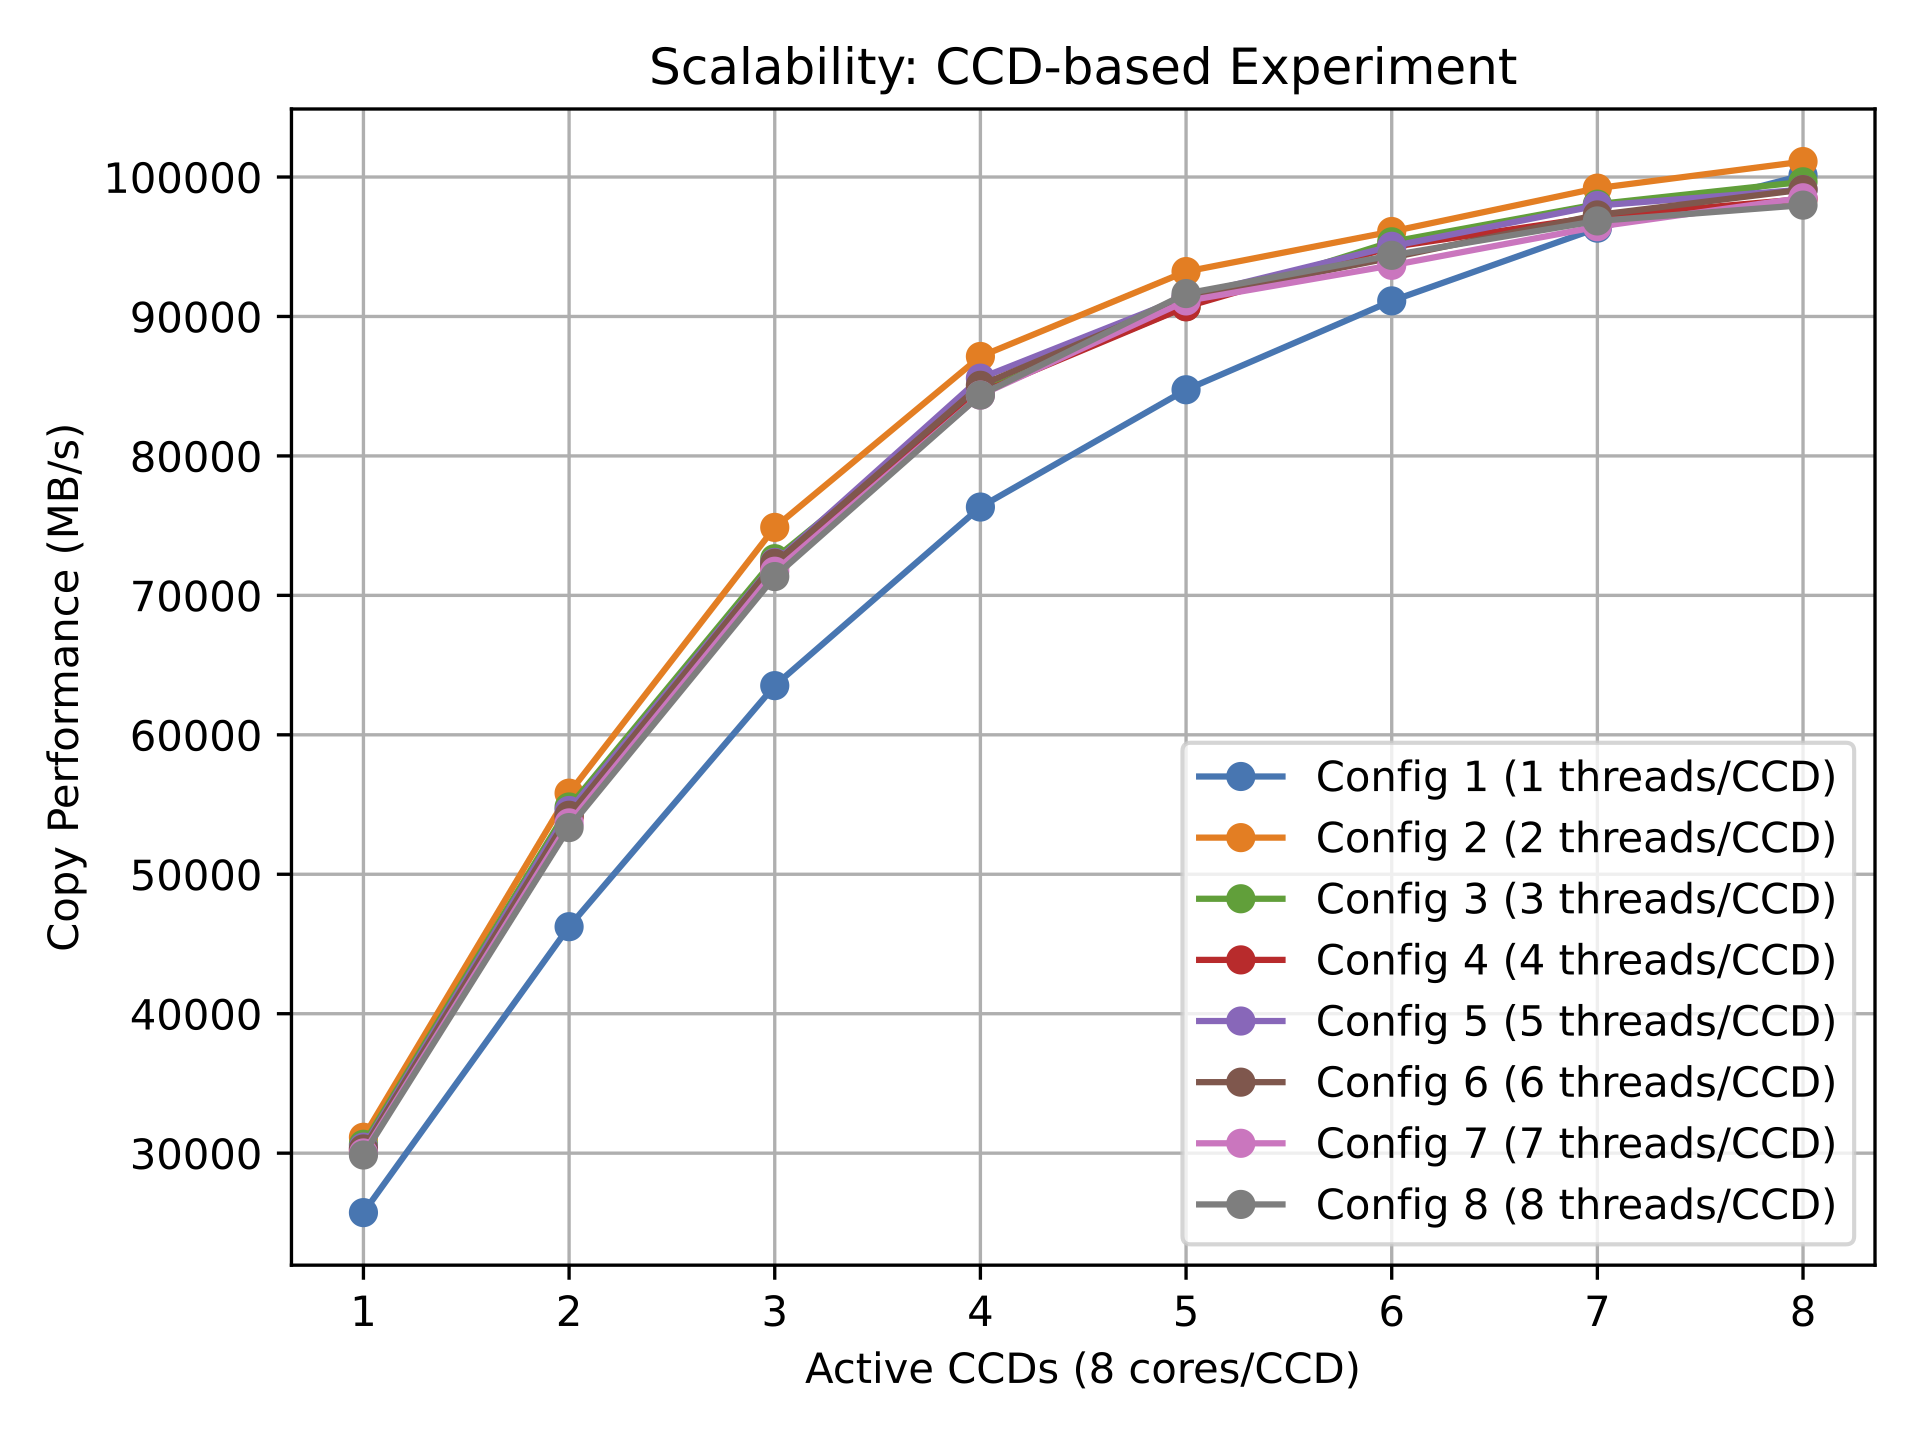 Scalability: CCD-based Experiment
100000
90000
80000
70000
60000
50000
40000
30000
Copy Performance (MB/s)
Config 1 (1 threads/CCD)
Config 2 (2 threads/CCD)
Config 3 (3 threads/CCD)
Config 4 (4 threads/CCD)
Config 5 (5 threads/CCD)
Config 6 (6 threads/CCD)
Config 7 (7 threads/CCD)
Config 8 (8 threads/CCD)
1 2 3 4 5 6 7 8
Active CCDs (8 cores/CCD)